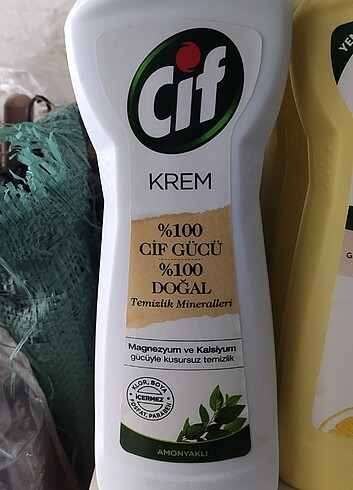 Cif
KREM
%100
CİF GÜCÜ
%100
DOĞAL
Temizlik Mineralleri
Magnezyum ve Kalsiyum
gücüyle kusursuz temizlik
KLOR, BOYA
İÇERMEZ
FOSFAT, PARABEN
AMONYAKLI
YEN